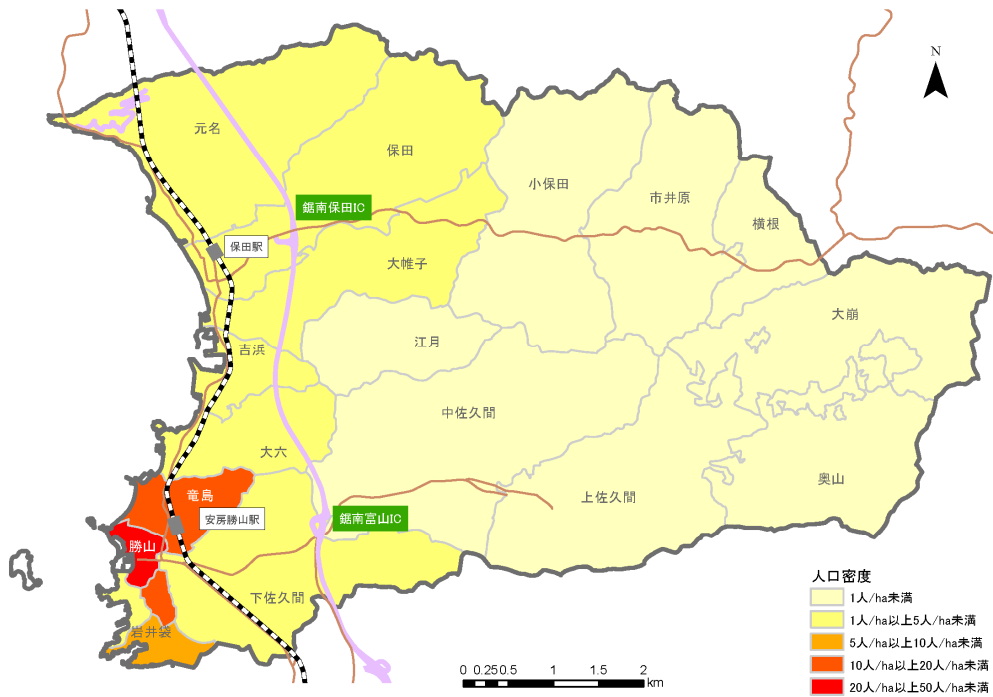 N
元名
保田
小保田
市井原
横根
鋸南保田IC
保田駅
大帷子
大崩
江月
吉浜
中佐久間
大六
奥山
上佐久間
竜島
安房勝山駅
鋸南富山IC
勝山
下佐久間
岩井袋
人口密度
1人/ha未満
1人/ha以上5人/ha未満
5人/ha以上10人/ha未満
10人/ha以上20人/ha未満
20人/ha以上50人/ha未満
0 0.25 0.5 1 1.5 2
km